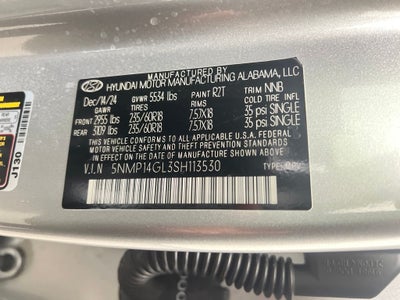 MANUFACTURED BY
HYUNDAI MOTOR MANUFACTURING ALABAMA, LLC
Dec/14/24 GVWR 5534 lbs PAINT R2T TRIM NNB
GAWR TIRES RIMS COLD TIRE INFL
FRONT 2955 lbs 235/60R18 7.5JX18 35 psi SINGLE
REAR 3109 lbs 235/60R18 7.5JX18 35 psi SINGLE
THIS VEHICLE CONFORMS TO ALL APPLICABLE FEDERAL
MOTOR VEHICLE SAFETY AND THEFT PREVENTION STANDARDS
IN EFFECT ON THE DATE OF MANUFACTURE SHOWN ABOVE
V.I.N 5NMP14GL3SH113530 TYPE:
J1130